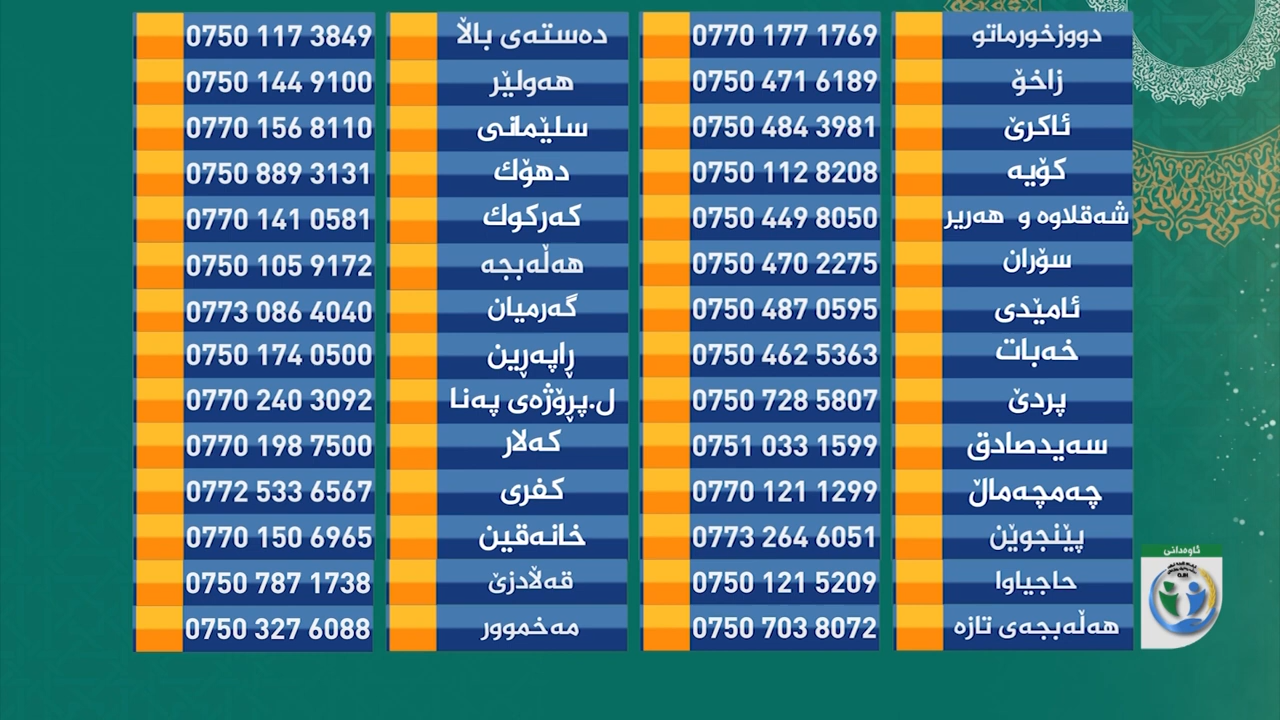 دووزخورماتو 0770 177 1769 دەستەی باڵا 0750 117 3849
زاخۆ 0750 471 6189 هەولێر 0750 144 9100
ئاکرێ 0750 484 3981 سلێمانی 0770 156 8110
کۆیە 0750 112 8208 دهۆك 0750 889 3131
شەقلاوە و هەریر 0750 449 8050 کەرکوك 0770 141 0581
سۆران 0750 470 2275 هەڵەبجە 0750 105 9172
ئامێدی 0750 487 0595 گەرمیان 0773 086 4040
خەبات 0750 462 5363 ڕاپەڕین 0750 174 0500
پردێ 0750 728 5807 ل.پڕۆژەی پەنا 0770 240 3092
سەیدصادق 0751 033 1599 کەلار 0770 198 7500
چەمچەماڵ 0770 121 1299 کفری 0772 533 6567
پێنجوێن 0773 264 6051 خانەقین 0770 150 6965
حاجیاوا 0750 121 5209 قەڵادزێ 0750 787 1738
هەڵەبجەی تازە 0750 703 8072 مەخموور 0750 327 6088
ئاوەدانی